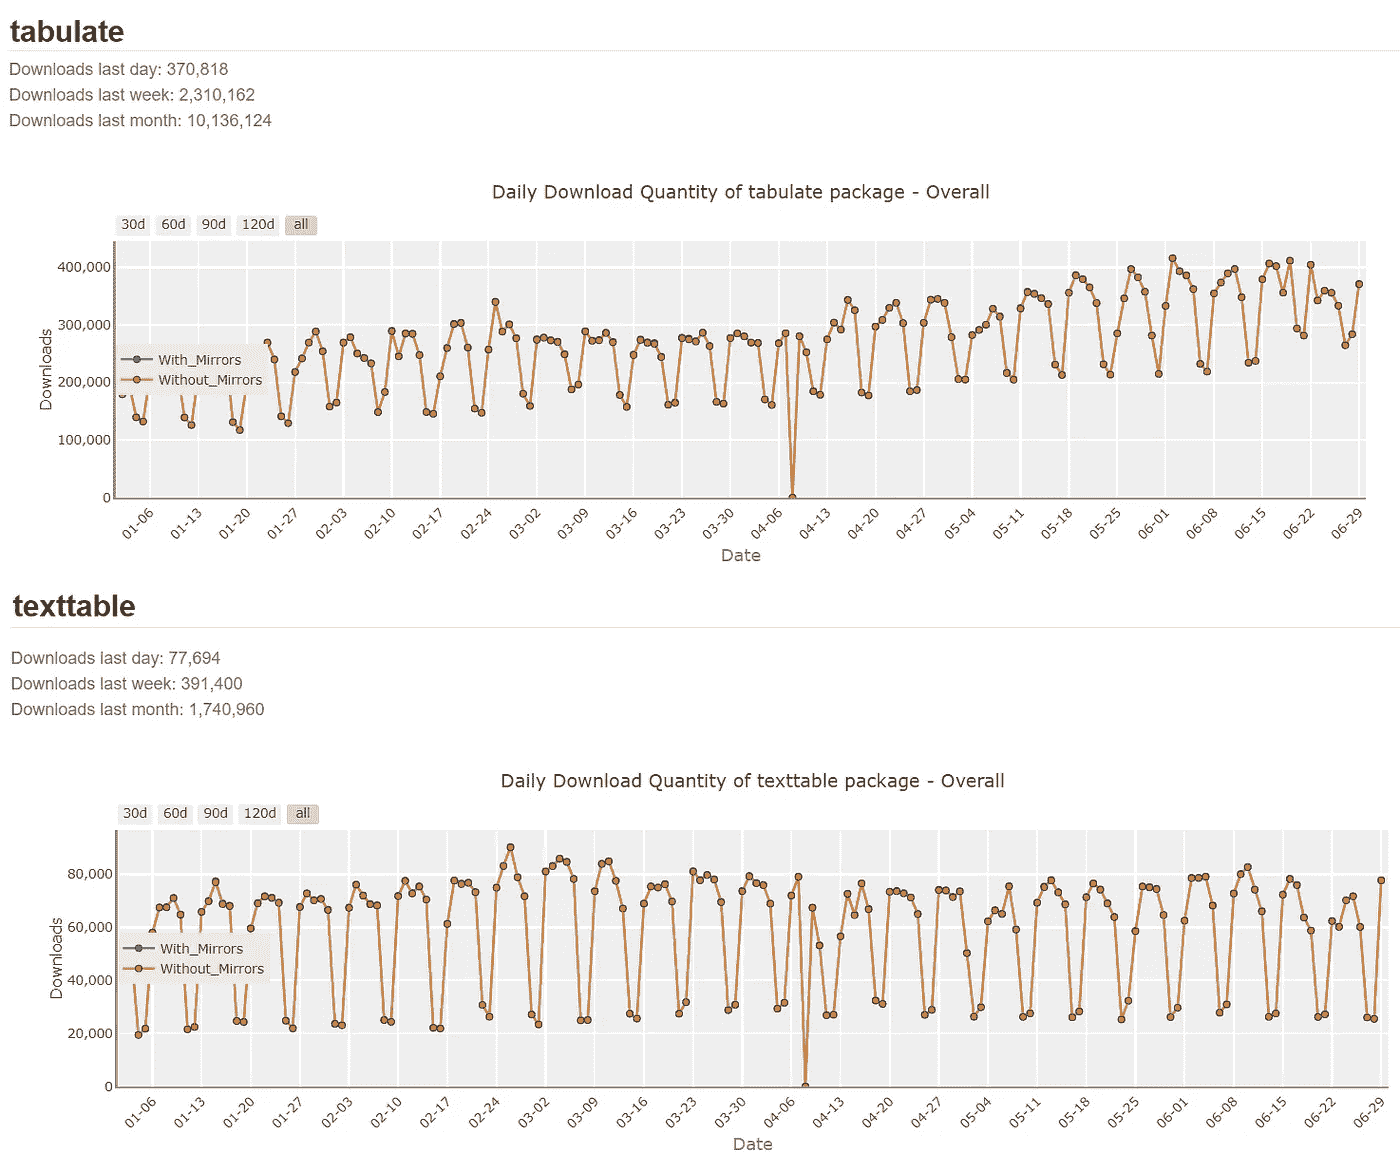 tabulate
Downloads last day: 370,818
Downloads last week: 2,310,162
Downloads last month: 10,136,124
Daily Download Quantity of tabulate package - Overall
30d 60d 90d 120d all
400,000
300,000
200,000
100,000
0
Downloads
With_Mirrors
Without_Mirrors
01-06 01-13 01-20 01-27 02-03 02-10 02-17 02-24 03-02 03-09 03-16 03-23 03-30 04-06 04-13 04-20 04-27 05-04 05-11 05-18 05-25 06-01 06-08 06-15 06-22 06-29
Date
texttable
Downloads last day: 77,694
Downloads last week: 391,400
Downloads last month: 1,740,960
Daily Download Quantity of texttable package - Overall
30d 60d 90d 120d all
80,000
60,000
40,000
20,000
0
Downloads
With_Mirrors
Without_Mirrors
01-06 01-13 01-20 01-27 02-03 02-10 02-17 02-24 03-02 03-09 03-16 03-23 03-30 04-06 04-13 04-20 04-27 05-04 05-11 05-18 05-25 06-01 06-08 06-15 06-22 06-29
Date